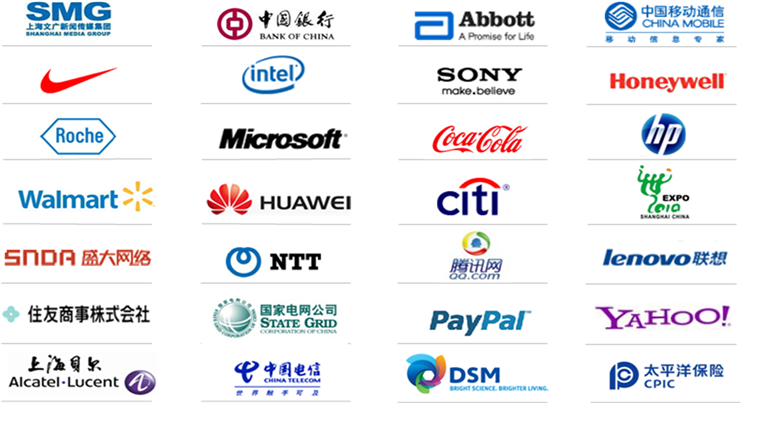 SMG
上海文广新闻传媒集团
SHANGHAI MEDIA GROUP
中国银行
BANK OF CHINA
Abbott
A Promise for Life
中国移动通信
CHINA MOBILE
移动信息专家
intel
SONY
make.believe
Honeywell
Roche
Microsoft
Coca-Cola
hp
Walmart
HUAWEI
citi
EXPO
2010
SHANGHAI CHINA
SNDA 盛大网络
NTT
腾讯网
QQ.com
lenovo 联想
住友商事株式会社
国家电网公司
STATE GRID
CORPORATION OF CHINA
PayPal
YAHOO!
上海贝尔
Alcatel·Lucent
中国电信
CHINA TELECOM
世界触手可及
DSM
BRIGHT SCIENCE. BRIGHTER LIVING.
太平洋保险
CPIC